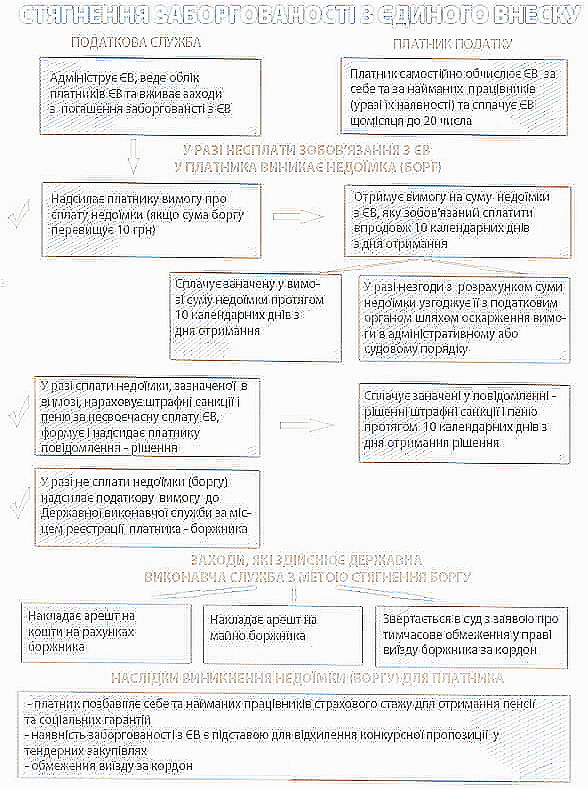 СТЯГНЕННЯ ЗАБОРГОВАНОСТІ З ЄДИНОГО ВНЕСКУ
ПОДАТКОВА СЛУЖБА
ПЛАТНИК ПОДАТКУ
Адмініструє ЄВ, веде облік
платників ЄВ та вживає заходи
з погашення заборгованості з ЄВ
Платник самостійно обчислює ЄВ за
себе та за найманих працівників
(у разі їх наявності) та сплачує ЄВ
щомісяця до 20 числа
У РАЗІ НЕСПЛАТИ ЗОБОВ'ЯЗАННЯ З ЄВ
У ПЛАТНИКА ВИНИКАЄ НЕДОЇМКА (БОРГ)
Надсилає платнику вимогу про
сплату недоїмки (якщо сума боргу
перевищує 10 грн)
Отримує вимогу на суму недоїмки
з ЄВ, яку зобов'язаний сплатити
впродовж 10 календарних днів
з дня отримання
Сплачує зазначену у вимо-
зі суму недоїмки протягом
10 календарних днів з
дня отримання
У разі незгоди з розрахунком суми
недоїмки узгоджує її з податковим
органом шляхом оскарження вимо-
ги в адміністративному або
судовому порядку
У разі сплати недоїмки, зазначеної в
вимозі, нараховує штрафні санкції і
пеню за несвоєчасну сплату ЄВ,
формує і надсидає платнику
повідомлення - рішення
Сплачує зазначені у повідомленні -
рішенні штрафні санкції і пеню
протягом 10 календарних днів з
дня отримання рішення
У разі не сплати недоїмки (боргу)
надсилає податкову вимогу до
Державної виконавчої служби за міс-
цем реєстрації платника - боржника
ЗАХОДИ, ЯКІ ЗДІЙСНЮЄ ДЕРЖАВНА
ВИКОНАВЧА СЛУЖБА З МЕТОЮ СТЯГНЕННЯ БОРГУ
Накладає арешт на
кошти на рахунках
боржника
Накладає арешт на
майно боржника
Звертається в суд з заявою про
тимчасове обмеження у праві
виїзду боржника за кордон
НАСЛІДКИ ВИНИКНЕННЯ НЕДОЇМКИ (БОРГУ) ДЛЯ ПЛАТНИКА
- платник позбавляє себе та найманих працівників страхового стажу для отримання пенсії
та соціальних гарантій
- наявність заборгованості з ЄВ є підставою для відхилення конкурсної пропозиції у
тендерних закупівлях
- обмеження виїзду за кордон